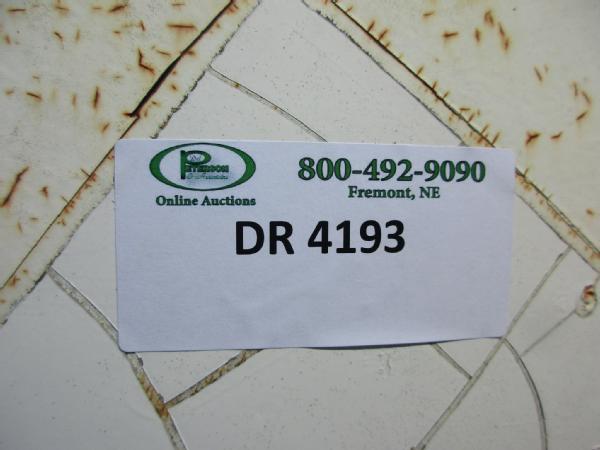 PETERSON
Online Auctions
800-492-9090
Fremont, NE
DR 4193